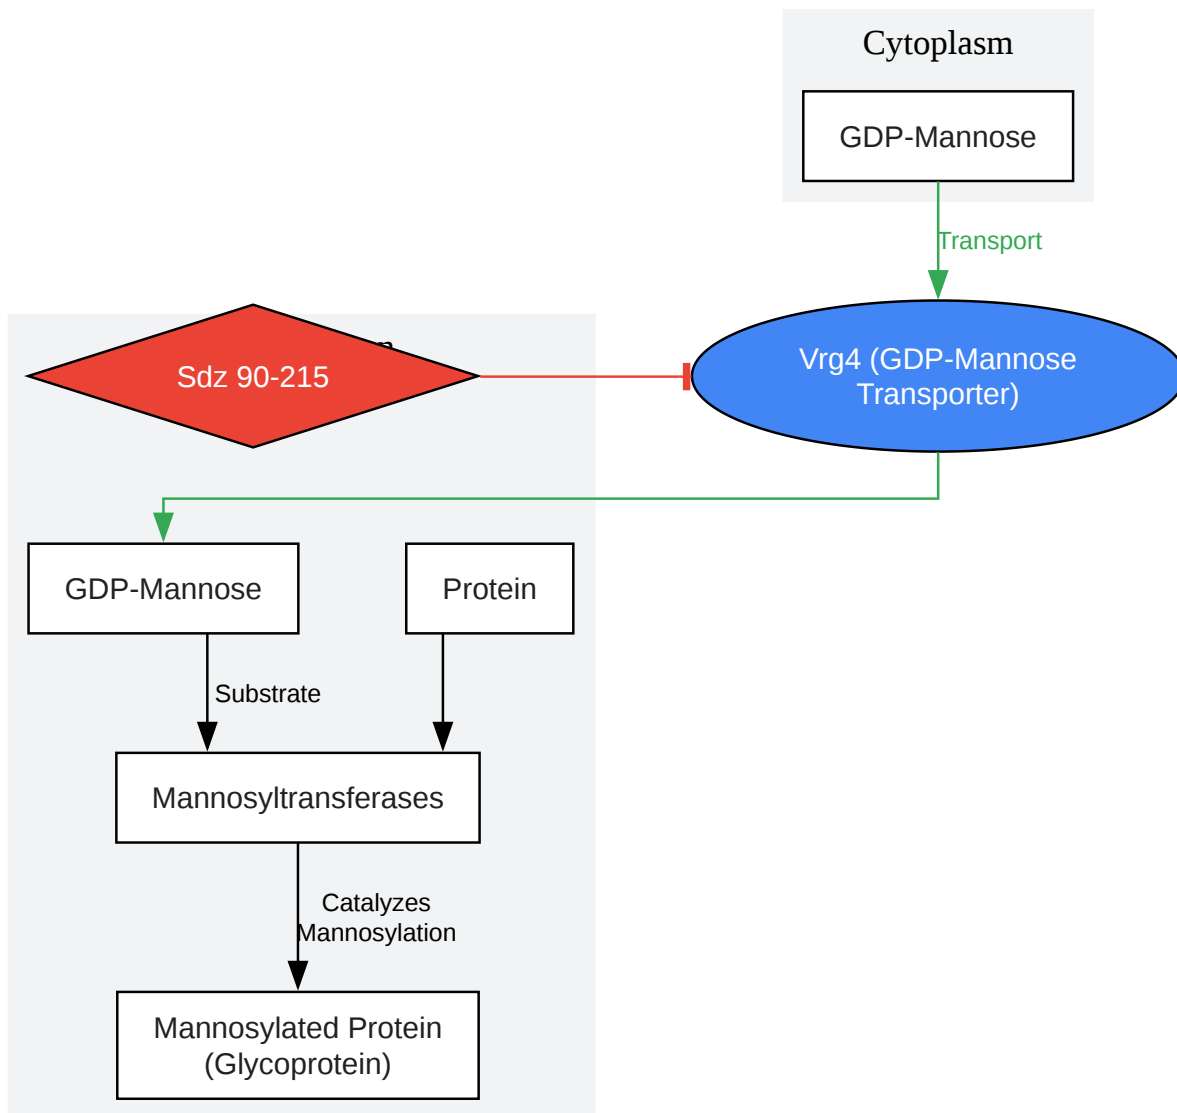 Cytoplasm
GDP-Mannose
Transport
Sdz 90-215
Vrg4 (GDP-Mannose
Transporter)
GDP-Mannose
Protein
Substrate
Mannosyltransferases
Catalyzes
Mannosylation
Mannosylated Protein
(Glycoprotein)